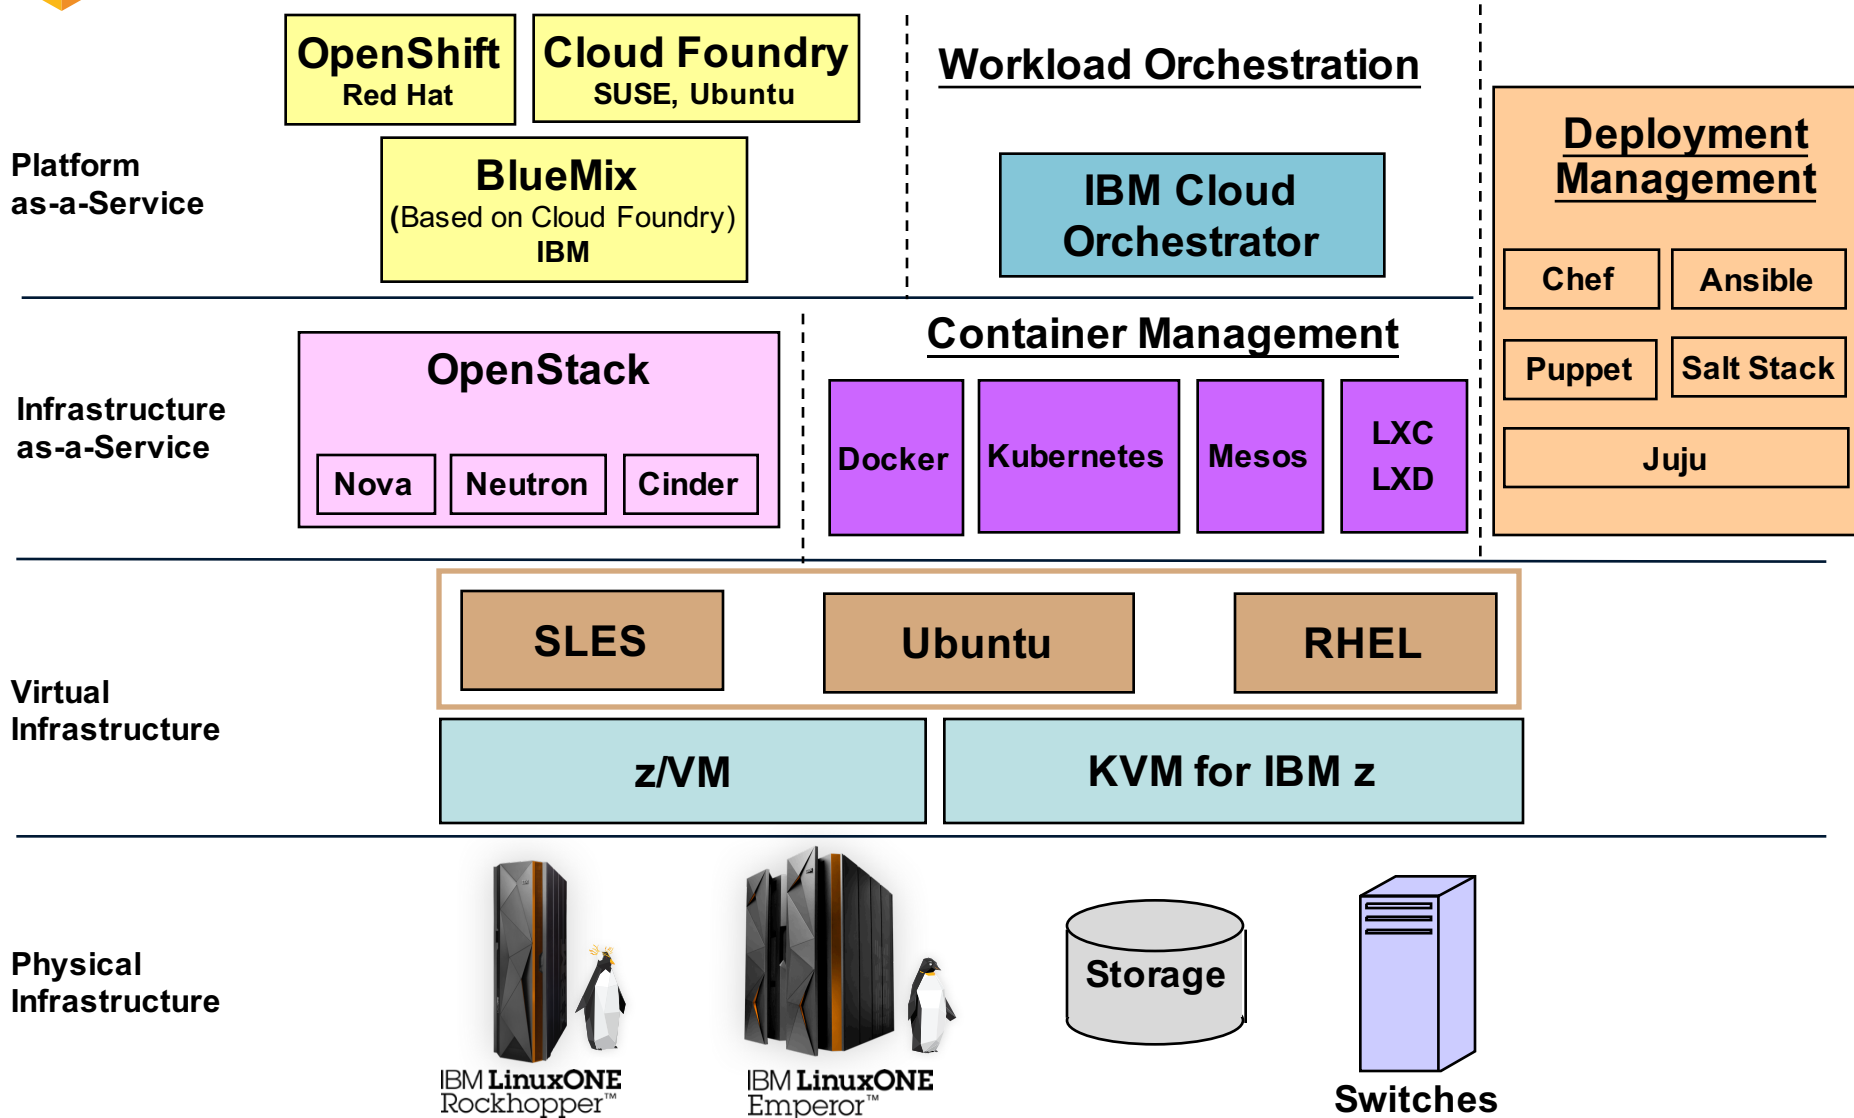 OpenShift
Red Hat
Cloud Foundry
SUSE, Ubuntu
Workload Orchestration
Platform
as-a-Service
BlueMix
(Based on Cloud Foundry)
IBM
IBM Cloud
Orchestrator
Deployment
Management
Chef
Ansible
Puppet
Salt Stack
Juju
Infrastructure
as-a-Service
OpenStack
Nova
Neutron
Cinder
Container Management
Docker
Kubernetes
Mesos
LXC
LXD
Virtual
Infrastructure
SLES
Ubuntu
RHEL
z/VM
KVM for IBM z
Physical
Infrastructure
IBM LinuxONE
Rockhopper™
IBM LinuxONE
Emperor™
Storage
Switches